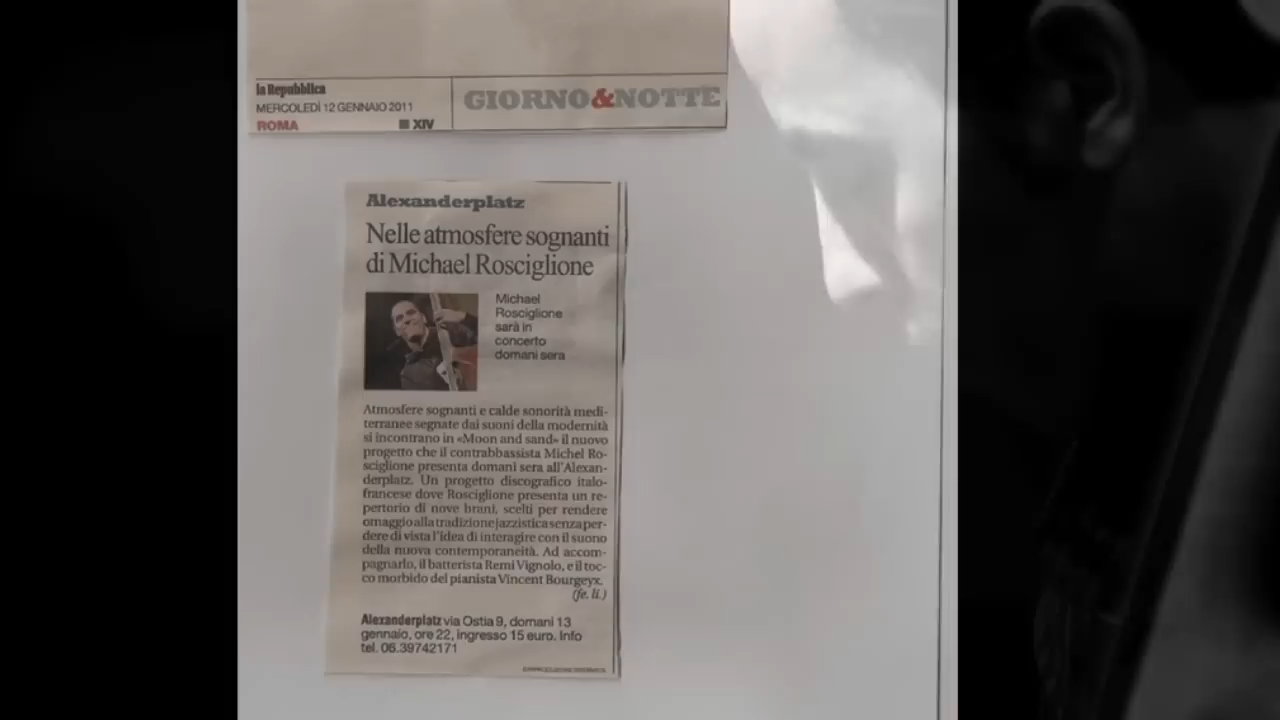 la Repubblica
MERCOLEDÌ 12 GENNAIO 2011
ROMA
XIV
GIORNO&NOTTE
Alexanderplatz
Nelle atmosfere sognanti
di Michael Rosciglione
Michael
Rosciglione
sarà in
concerto
domani sera
Atmosfere sognanti e calde sonorità medi-
terranee segnate dai suoni della modernità
si incontrano in «Moon and sand» il nuovo
progetto che il contrabbassista Michel Ro-
sciglione presenta domani sera all'Alexan-
derplatz. Un progetto discografico italo-
francese dove Rosciglione presenta un re-
pertorio di nove brani, scelti per rendere
omaggio alla tradizione jazzistica senza per-
dere di vista l'idea di interagire con il suono
della nuova contemporaneità. Ad accom-
pagnarlo, il batterista Remi Vignolo, e il toc-
co morbido del pianista Vincent Bourgeyx.
(fe. li.)
Alexanderplatz via Ostia 9, domani 13
gennaio, ore 22, ingresso 15 euro. Info
tel. 06.39742171